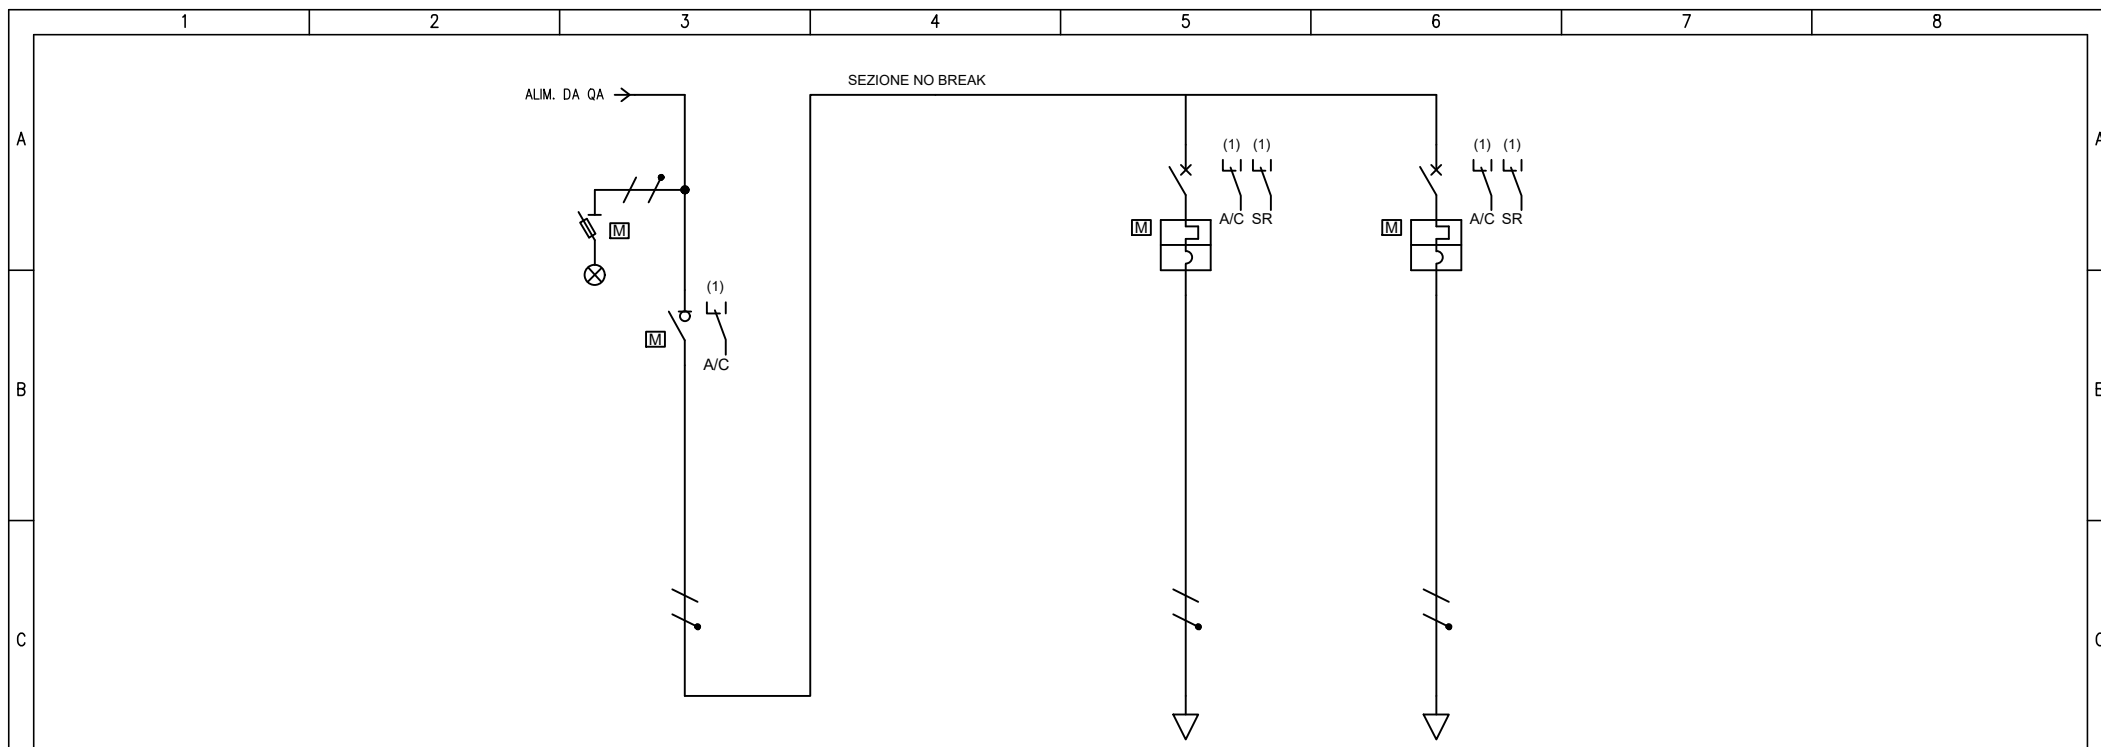 1 2 3 4 5 6 7 8
SEZIONE NO BREAK
ALIM. DA QA
A A
(1) (1) (1) (1)
A/C SR A/C SR
M M M
(1)
M
A/C
B B
C C